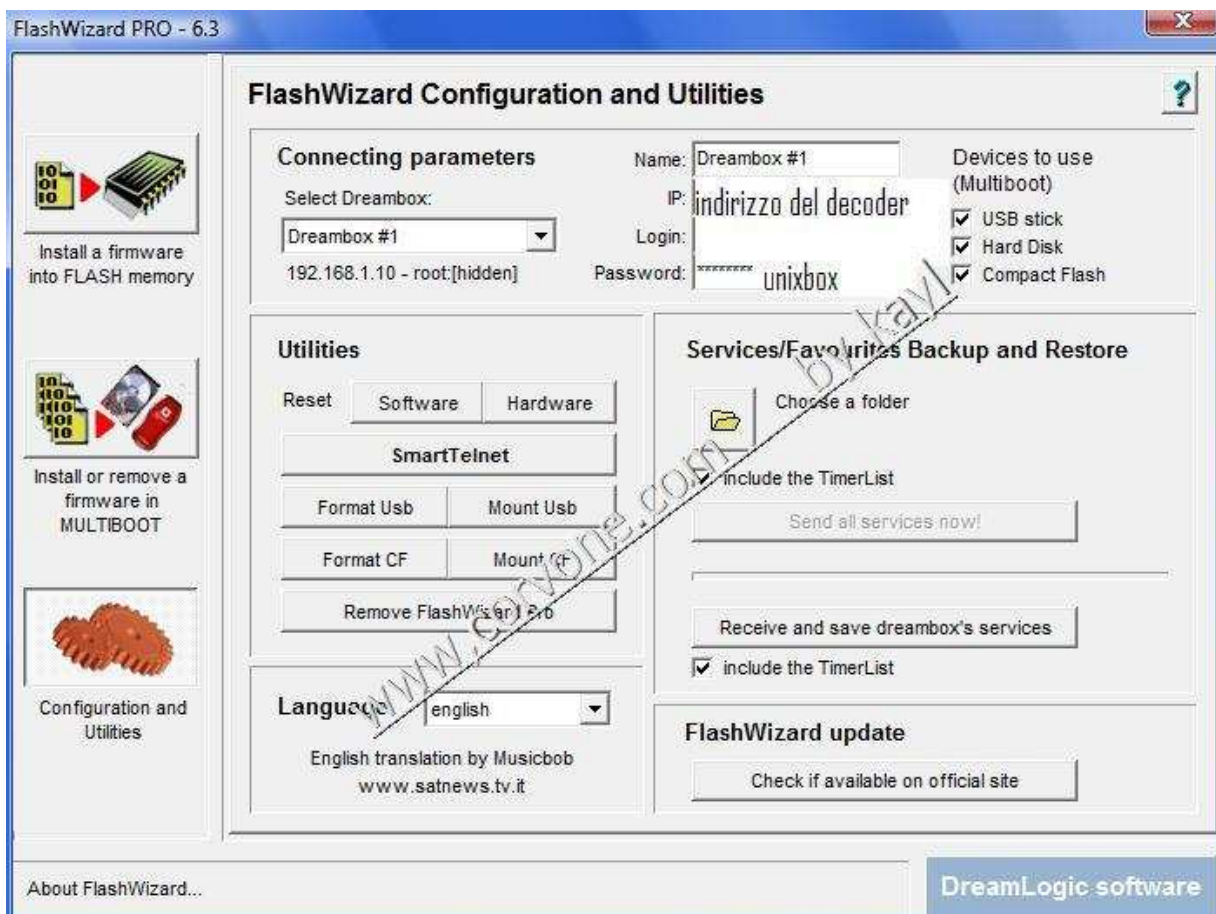 FlashWizard PRO - 6.3
FlashWizard Configuration and Utilities
Install a firmware
into FLASH memory
Install or remove a
firmware in
MULTIBOOT
Configuration and
Utilities
Connecting parameters
Select Dreambox:
Dreambox #1
192.168.1.10 - root:[hidden]
Name: Dreambox #1
IP: indirizzo del decoder
Login:
Password: ******** unixbox
Devices to use
(Multiboot)
USB stick
Hard Disk
Compact Flash
Utilities
Reset Software Hardware
SmartTelnet
Format Usb Mount Usb
Format CF Mount CF
Remove FlashWizard Pro
Language english
English translation by Musicbob
www.satnews.tv.it
Services/Favourites Backup and Restore
Choose a folder
include the TimerList
Send all services now!
Receive and save dreambox's services
include the TimerList
FlashWizard update
Check if available on official site
www.corvone.com by kayl
About FlashWizard...
DreamLogic software